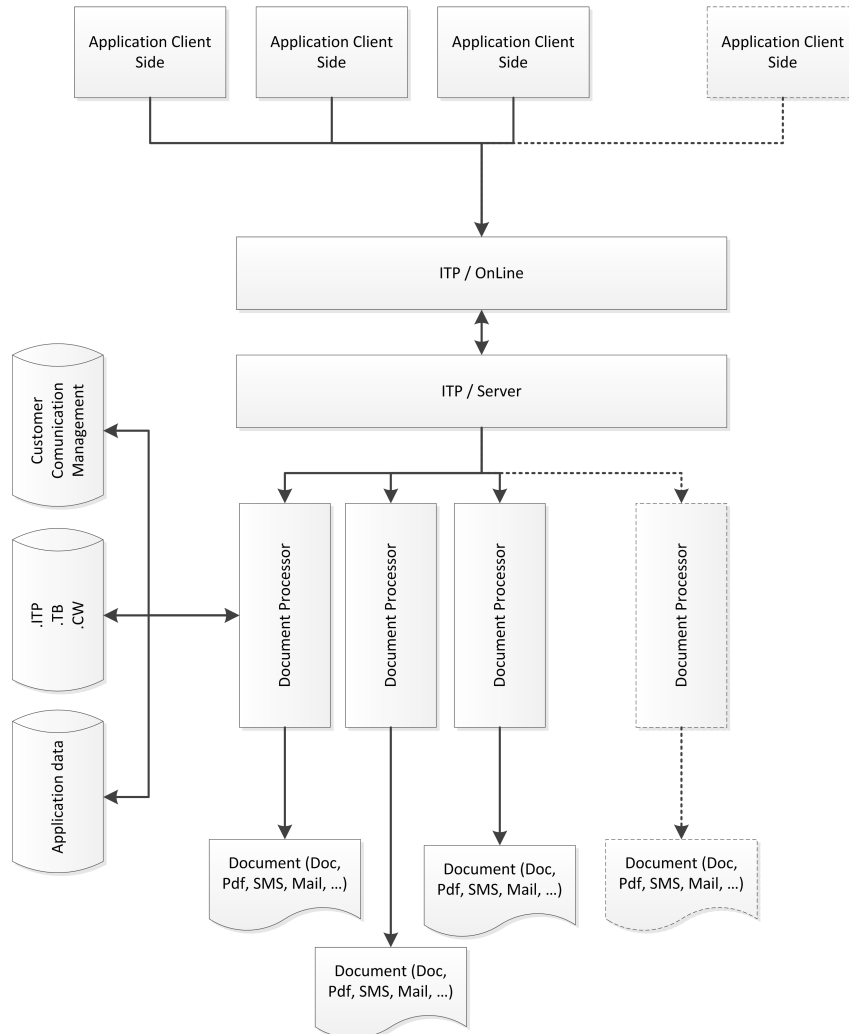 Application Client
Side
Application Client
Side
Application Client
Side
Application Client
Side
ITP / OnLine
ITP / Server
Customer
Comunication
Management
.ITP
.TB
.CW
Application data
Document Processor
Document Processor
Document Processor
Document Processor
Document (Doc,
Pdf, SMS, Mail, ...)
Document (Doc,
Pdf, SMS, Mail, ...)
Document (Doc,
Pdf, SMS, Mail, ...)
Document (Doc,
Pdf, SMS, Mail, ...)